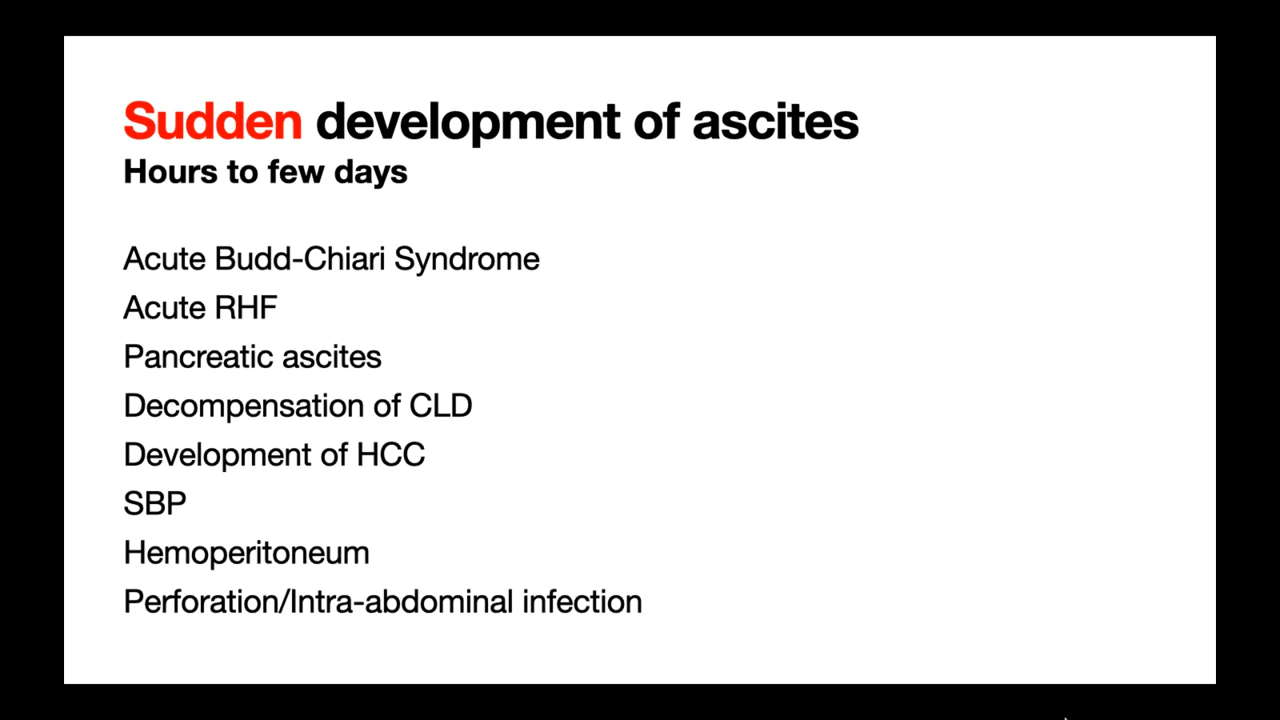 Sudden development of ascites
Hours to few days
Acute Budd-Chiari Syndrome
Acute RHF
Pancreatic ascites
Decompensation of CLD
Development of HCC
SBP
Hemoperitoneum
Perforation/Intra-abdominal infection